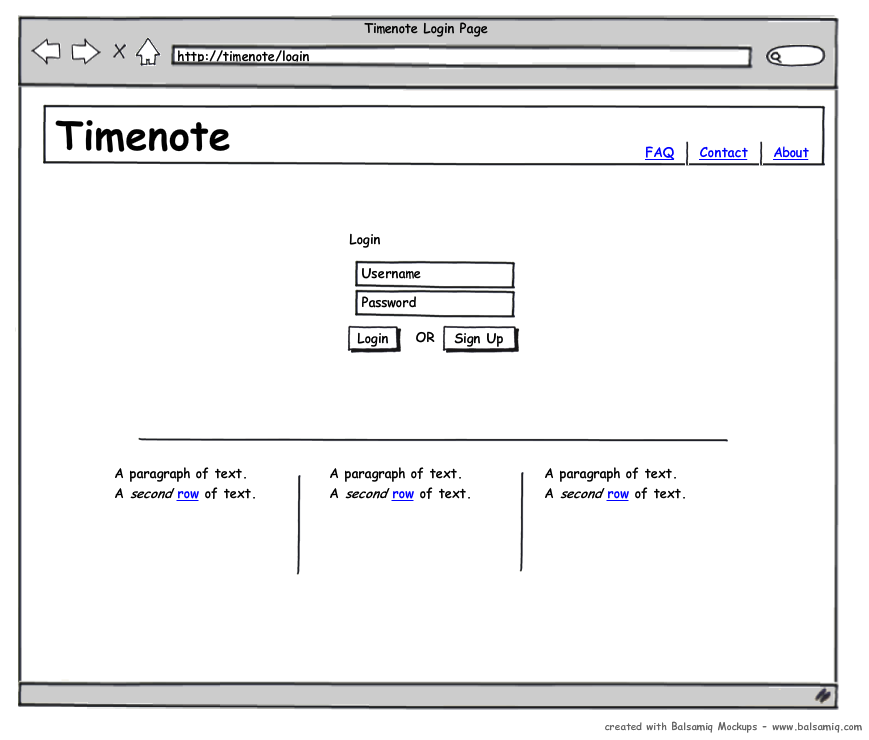 Timenote Login Page
http://timenote/login
Timenote
FAQ Contact About
Login
Username
Password
Login OR Sign Up
A paragraph of text.
A second row of text.
A paragraph of text.
A second row of text.
A paragraph of text.
A second row of text.
created with Balsamiq Mockups - www.balsamiq.com